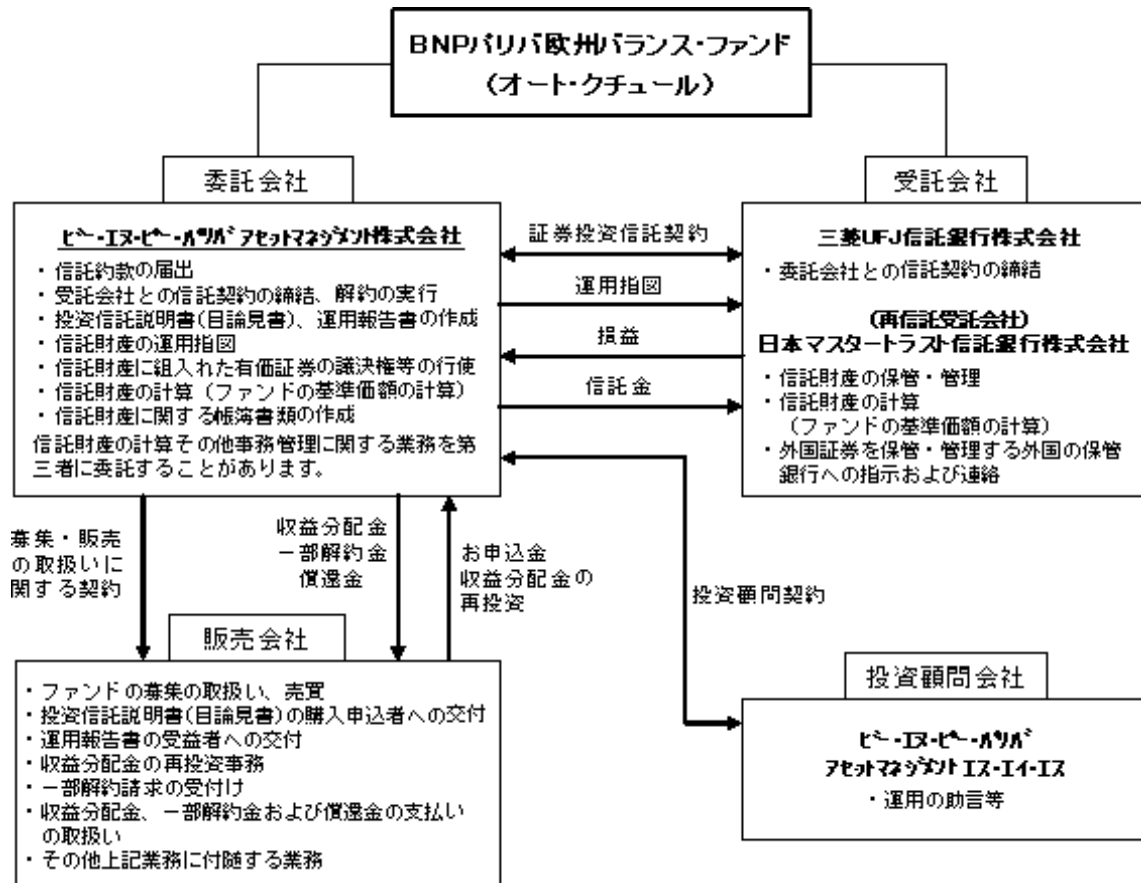 BNPパリバ欧州バランス・ファンド
（オート・クチュール）
委託会社
ビー・エヌ・ピー・パリバ アセットマネジメント株式会社
・信託約款の届出
・受託会社との信託契約の締結、解約の実行
・投資信託説明書(目論見書)、運用報告書の作成
・信託財産の運用指図
・信託財産に組入れた有価証券の議決権等の行使
・信託財産の計算（ファンドの基準価額の計算）
・信託財産に関する帳簿書類の作成
信託財産の計算その他事務管理に関する業務を第
三者に委託することがあります。
証券投資信託契約
運用指図
損益
信託金
受託会社
三菱UFJ信託銀行株式会社
・委託会社との信託契約の締結
（再信託受託会社）
日本マスタートラスト信託銀行株式会社
・信託財産の保管・管理
・信託財産の計算
（ファンドの基準価額の計算）
・外国証券を保管・管理する外国の保管
銀行への指示および連絡
募集・販売
の取扱いに
関する契約
収益分配金
一部解約金
償還金
お申込金
収益分配金の
再投資
投資顧問契約
販売会社
・ファンドの募集の取扱い、売買
・投資信託説明書(目論見書)の購入申込者への交付
・運用報告書の受益者への交付
・収益分配金の再投資事務
・一部解約請求の受付け
・収益分配金、一部解約金および償還金の支払い
の取扱い
・その他上記業務に付随する業務
投資顧問会社
ビー・エヌ・ピー・パリバ
アセットマネジメント エス・エイ・エス
・運用の助言等